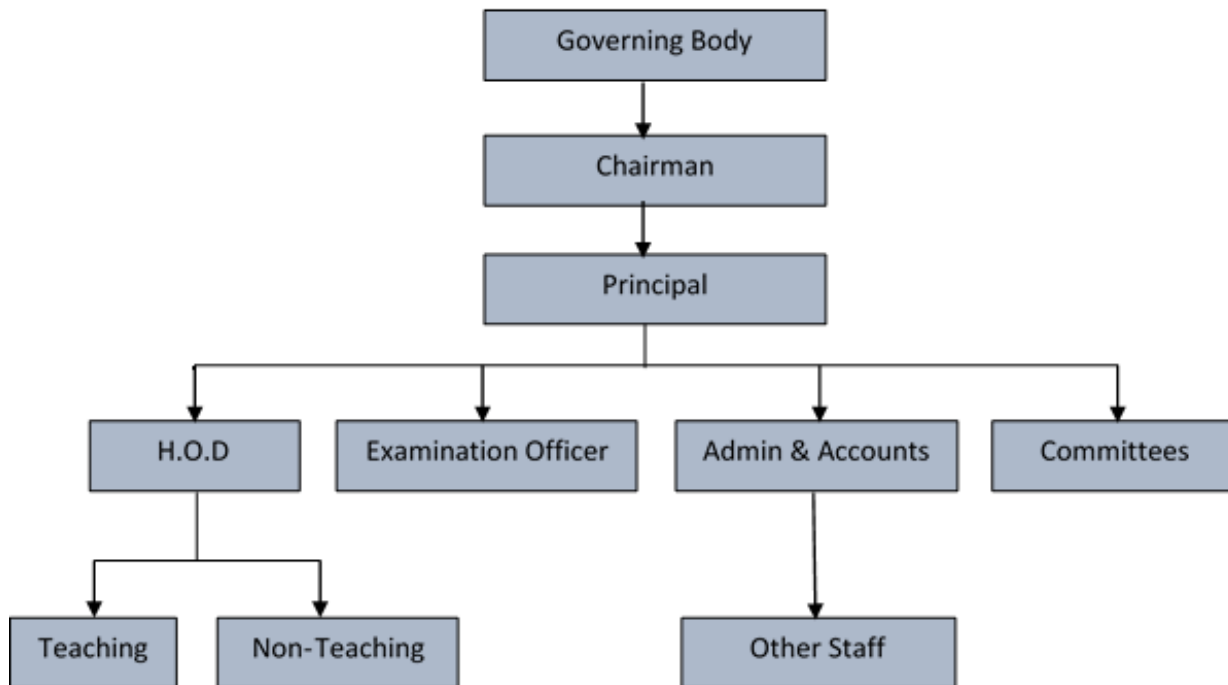 Governing Body
Chairman
Principal
H.O.D
Examination Officer
Admin & Accounts
Committees
Teaching
Non-Teaching
Other Staff